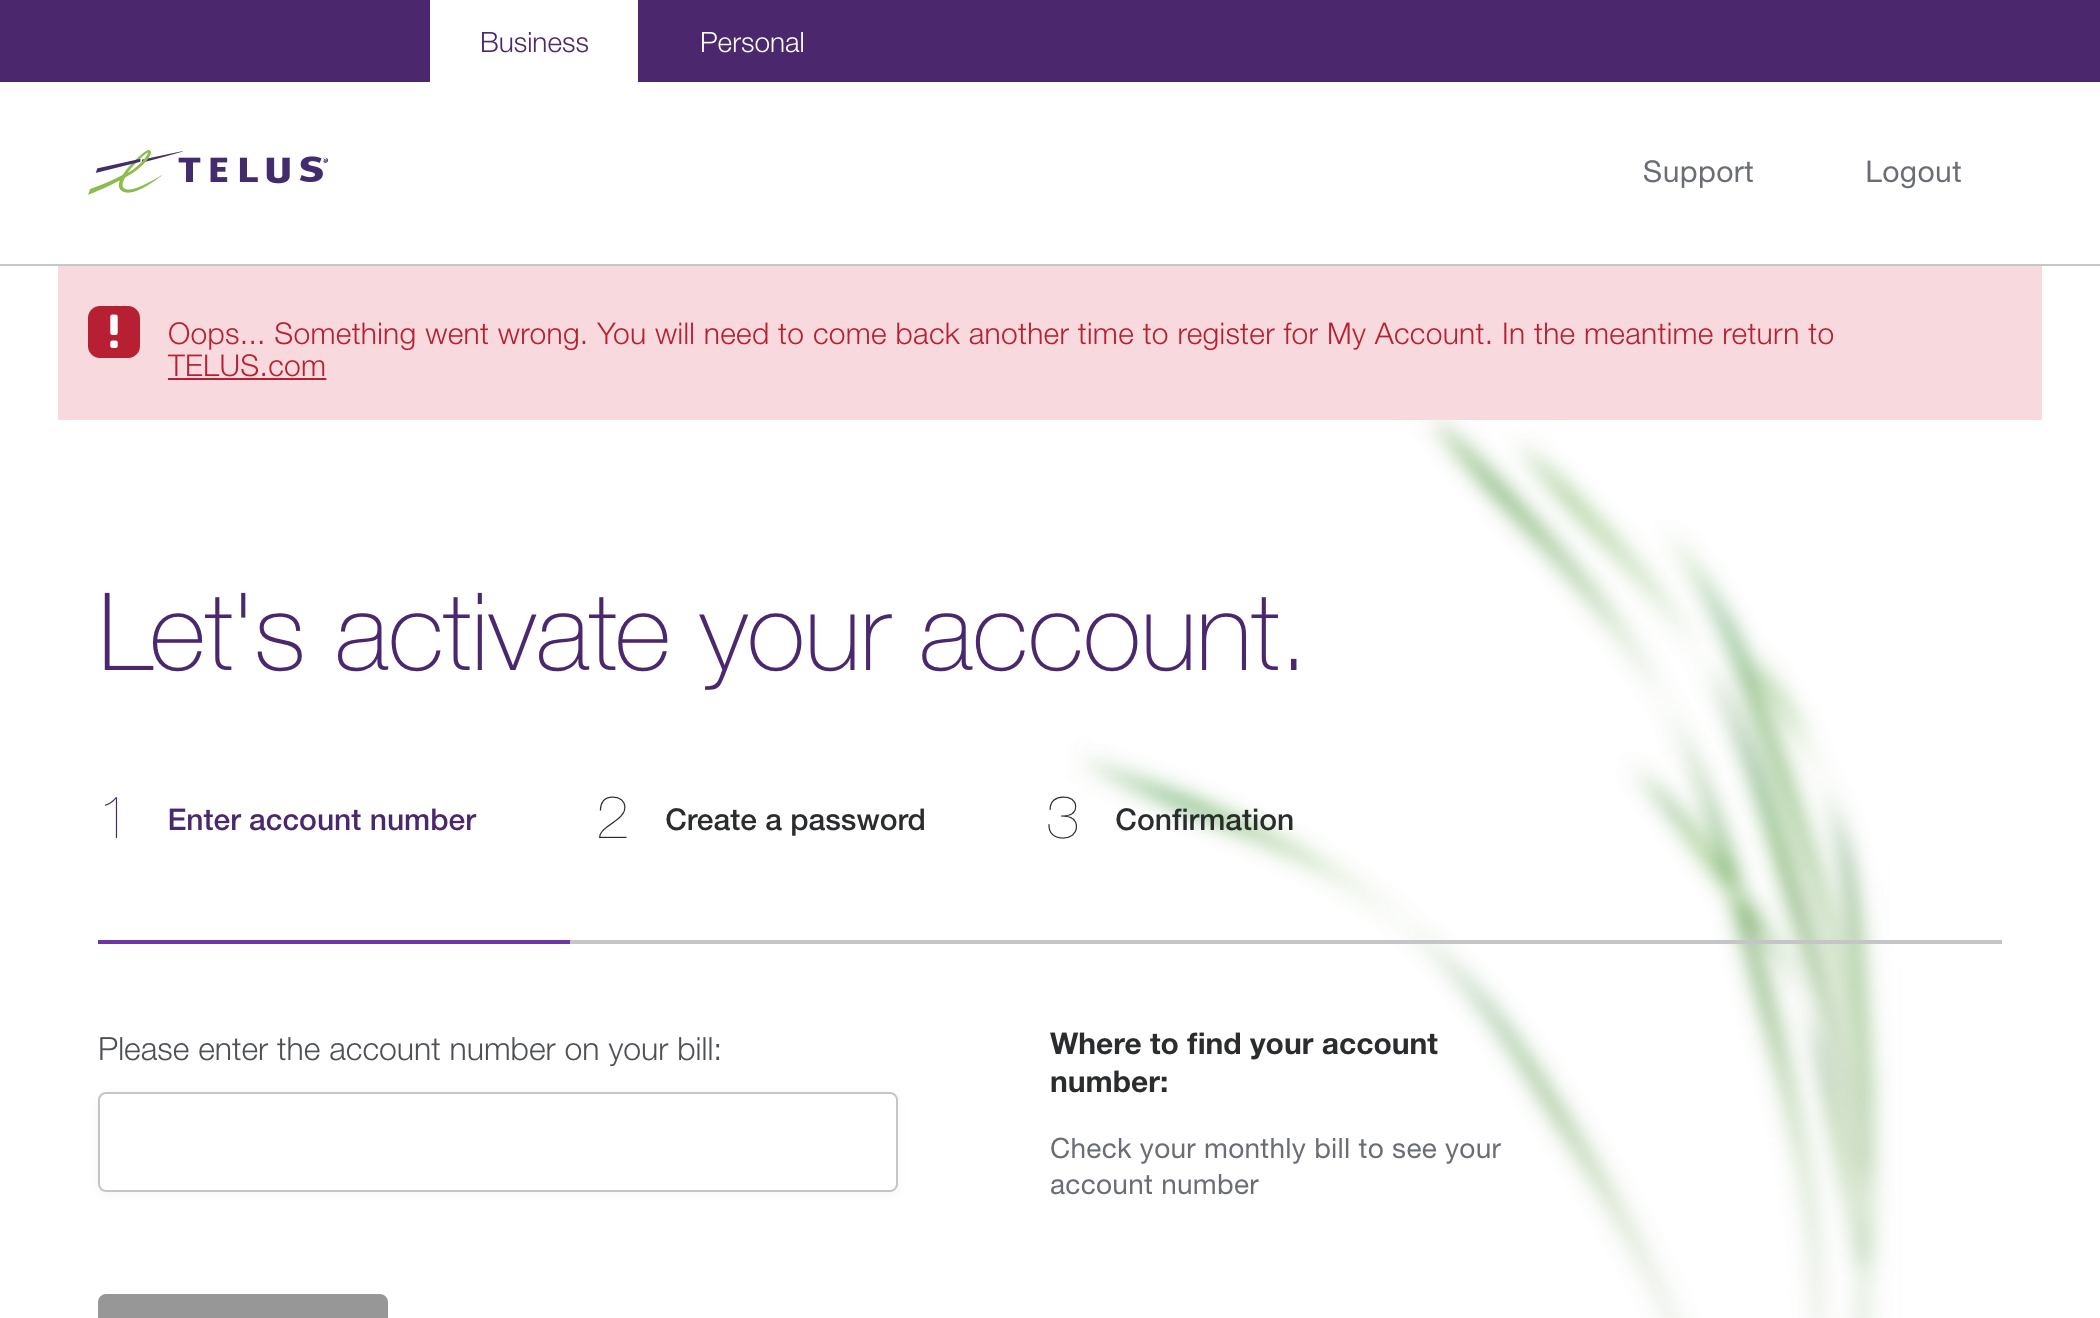 Business
Personal
TELUS®
Support
Logout
Oops... Something went wrong. You will need to come back another time to register for My Account. In the meantime return to
TELUS.com
Let's activate your account.
1 Enter account number
2 Create a password
3 Confirmation
Please enter the account number on your bill:
Where to find your account
number:
Check your monthly bill to see your
account number